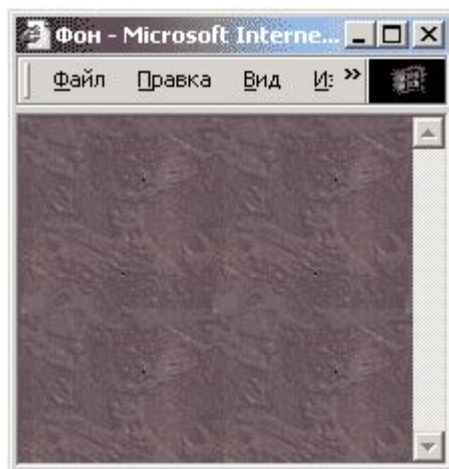 Фон - Microsoft Interne...
Файл Правка Вид И: »